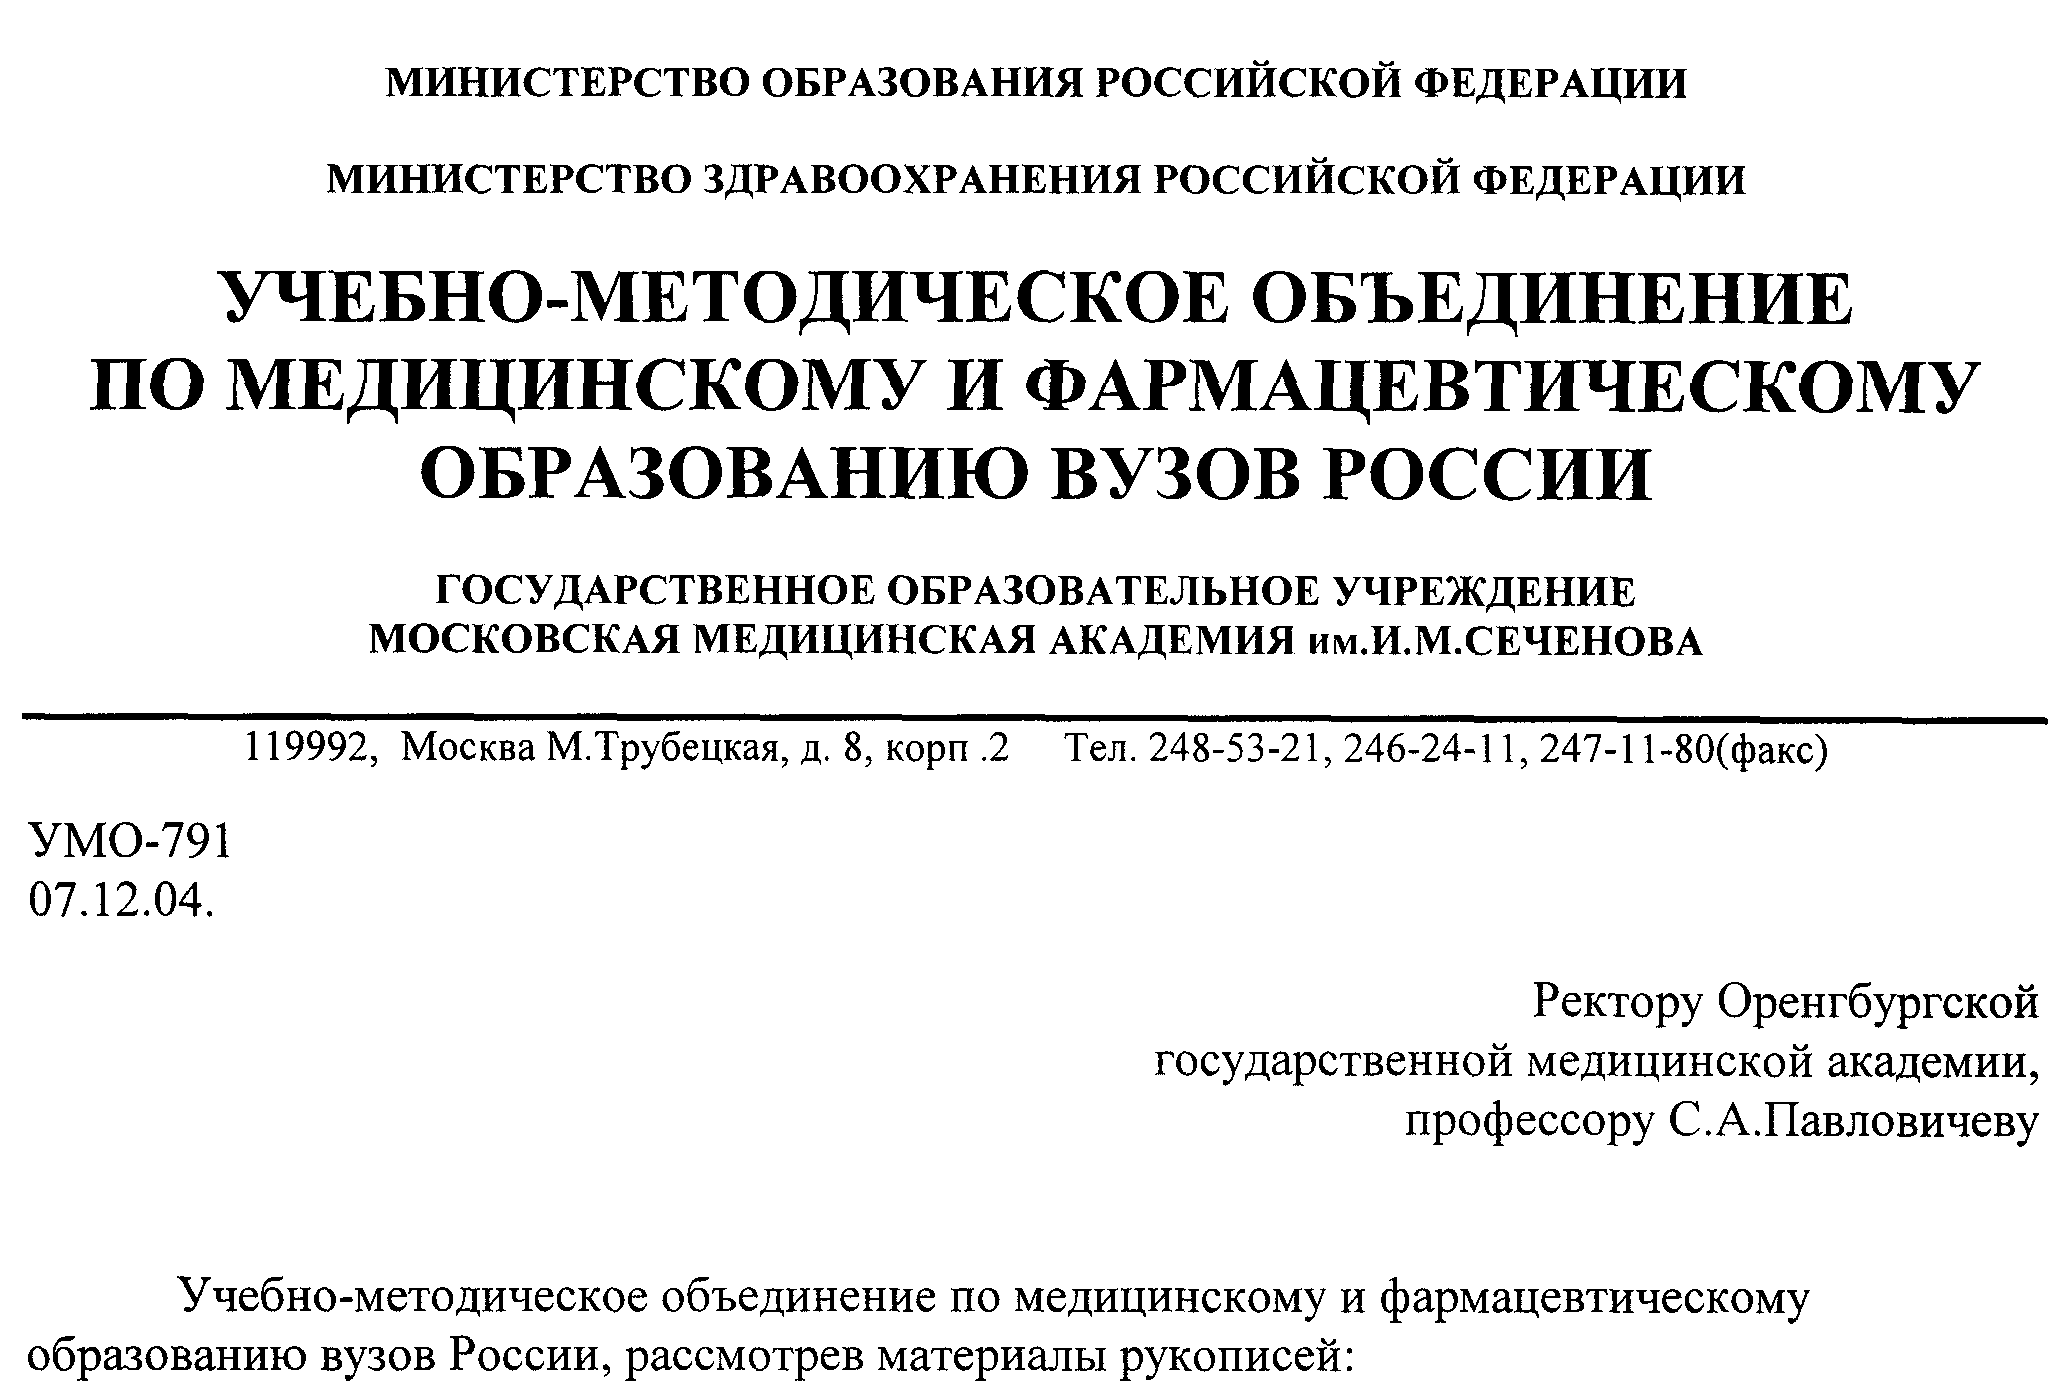 МИНИСТЕРСТВО ОБРАЗОВАНИЯ РОССИЙСКОЙ ФЕДЕРАЦИИ
МИНИСТЕРСТВО ЗДРАВООХРАНЕНИЯ РОССИЙСКОЙ ФЕДЕРАЦИИ
УЧЕБНО-МЕТОДИЧЕСКОЕ ОБЪЕДИНЕНИЕ
ПО МЕДИЦИНСКОМУ И ФАРМАЦЕВТИЧЕСКОМУ
ОБРАЗОВАНИЮ ВУЗОВ РОССИИ
ГОСУДАРСТВЕННОЕ ОБРАЗОВАТЕЛЬНОЕ УЧРЕЖДЕНИЕ
МОСКОВСКАЯ МЕДИЦИНСКАЯ АКАДЕМИЯ им.И.М.СЕЧЕНОВА
119992, Москва М.Трубецкая, д. 8, корп .2 Тел. 248-53-21, 246-24-11, 247-11-80(факс)
УМО-791
07.12.04.
Ректору Оренгбургской
государственной медицинской академии,
профессору С.А.Павловичеву
Учебно-методическое объединение по медицинскому и фармацевтическому
образованию вузов России, рассмотрев материалы рукописей: